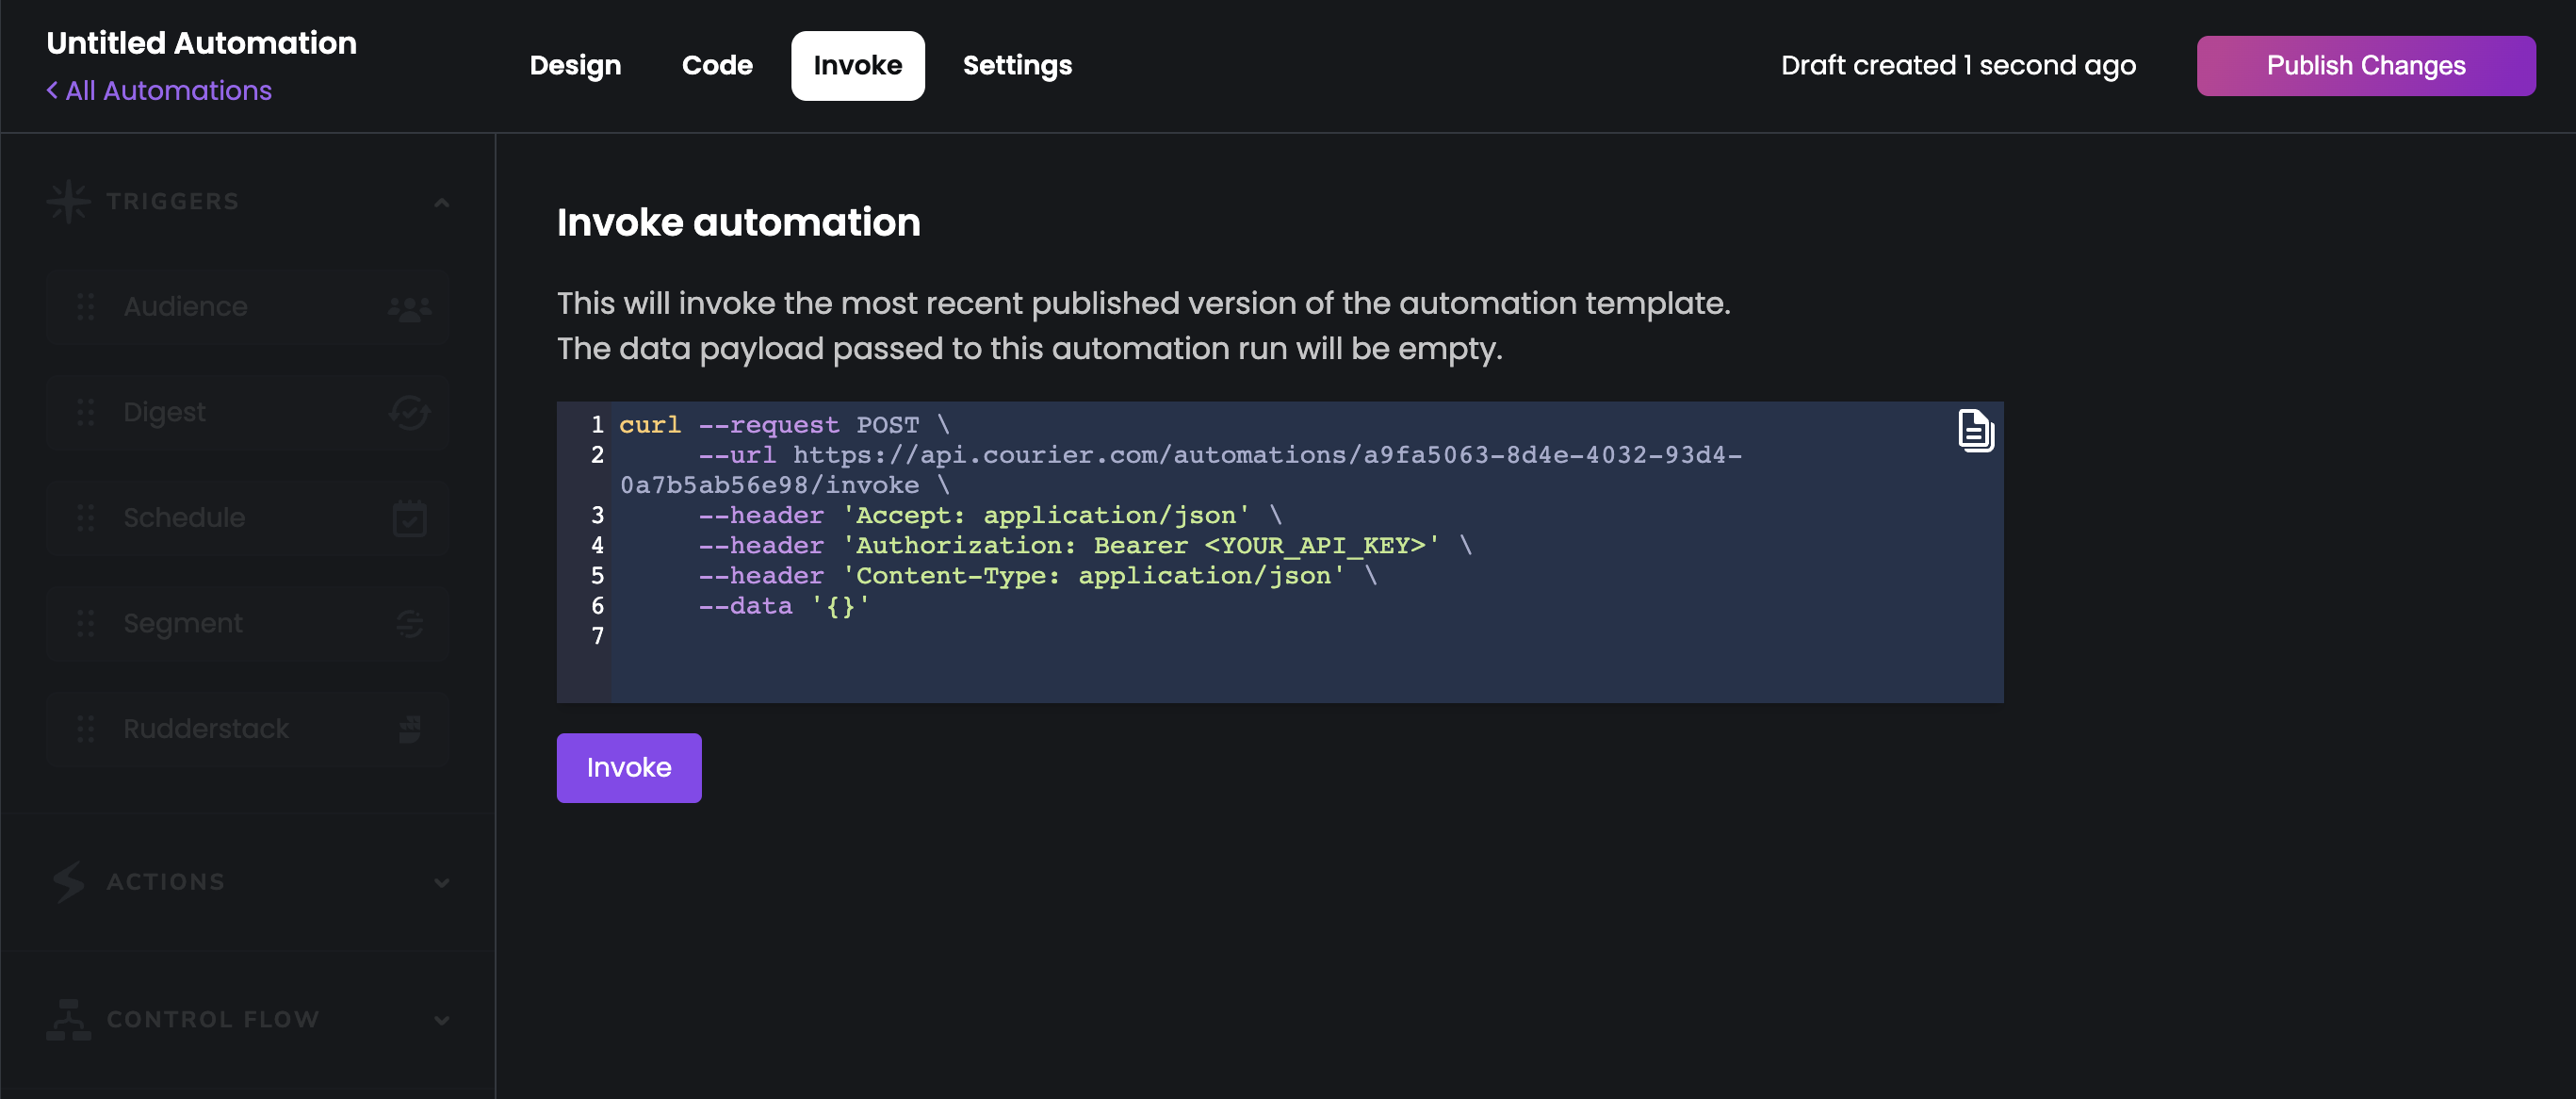 Untitled Automation
< All Automations
Design Code Invoke Settings
Draft created 1 second ago
Publish Changes
TRIGGERS
Audience
Digest
Schedule
Segment
Rudderstack
ACTIONS
CONTROL FLOW
Invoke automation
This will invoke the most recent published version of the automation template.
The data payload passed to this automation run will be empty.
1 curl --request POST \
2 --url https://api.courier.com/automations/a9fa5063-8d4e-4032-93d4-
0a7b5ab56e98/invoke \
3 --header 'Accept: application/json' \
4 --header 'Authorization: Bearer <YOUR_API_KEY>' \
5 --header 'Content-Type: application/json' \
6 --data '{}'
7
Invoke